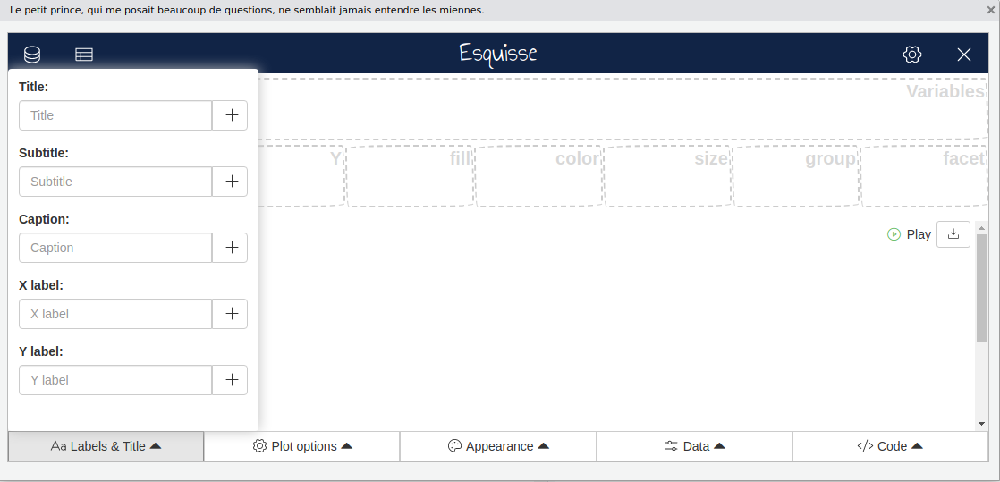 Le petit prince, qui me posait beaucoup de questions, ne semblait jamais entendre les miennes.
Esquisse
Title:
Title
Subtitle:
Subtitle
Caption:
Caption
X label:
X label
Y label:
Y label
Variables
Y fill color size group facet
Play
Aa Labels & Title Plot options Appearance Data </> Code